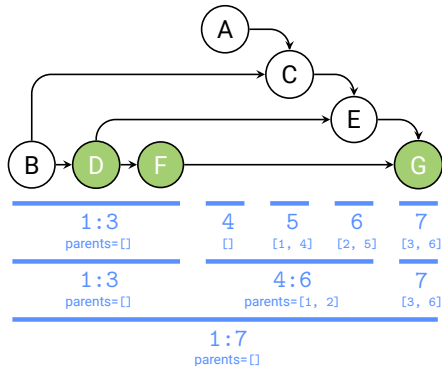 A
C
E
B D F G
1:3 4 5 6 7
parents=[] [] [1, 4] [2, 5] [3, 6]
1:3 4:6 7
parents=[] parents=[1, 2] [3, 6]
1:7
parents=[]